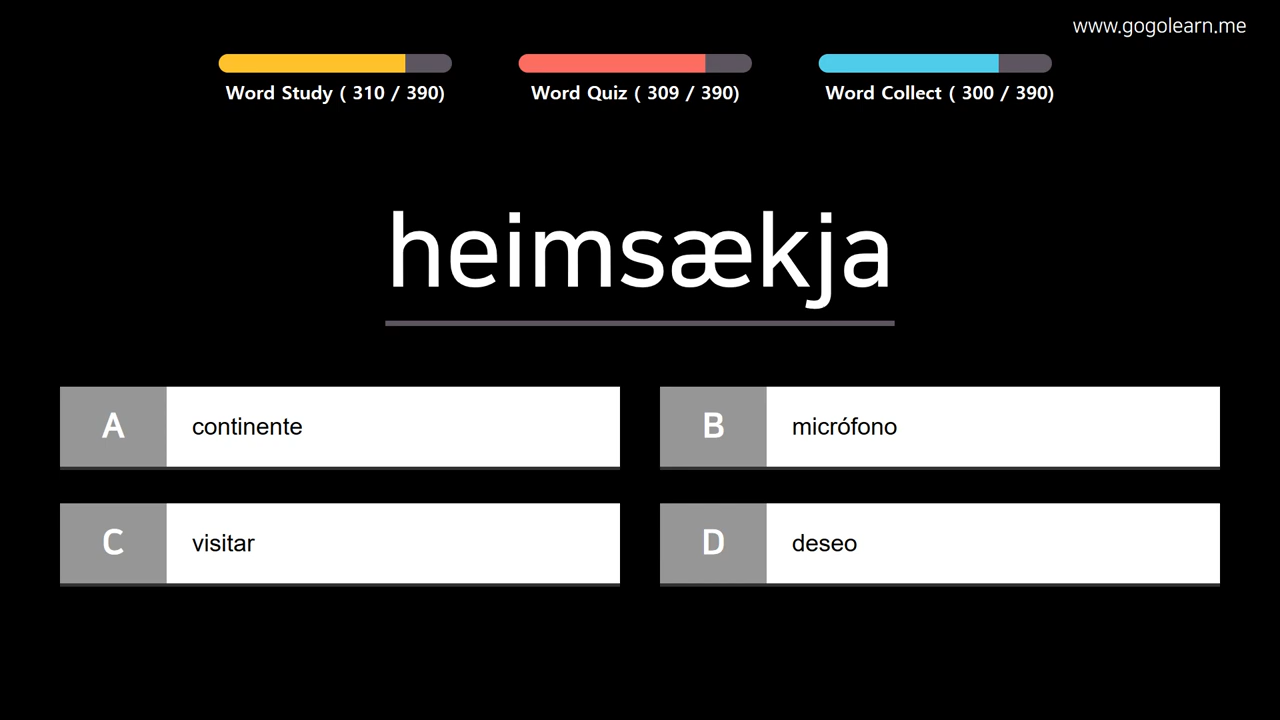 www.gogolearn.me
Word Study ( 310 / 390)
Word Quiz ( 309 / 390)
Word Collect ( 300 / 390)
heimsækja
A continente
B micrófono
C visitar
D deseo